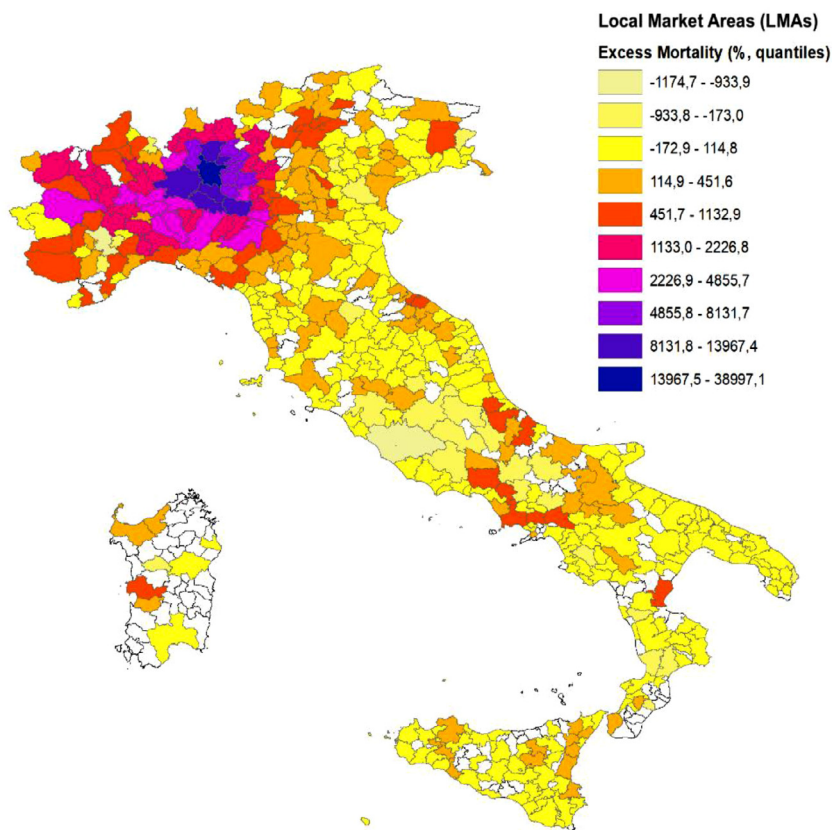 Local Market Areas (LMAs)
Excess Mortality (%, quantiles)
-1174,7 - -933,9
-933,8 - -173,0
-172,9 - 114,8
114,9 - 451,6
451,7 - 1132,9
1133,0 - 2226,8
2226,9 - 4855,7
4855,8 - 8131,7
8131,8 - 13967,4
13967,5 - 38997,1